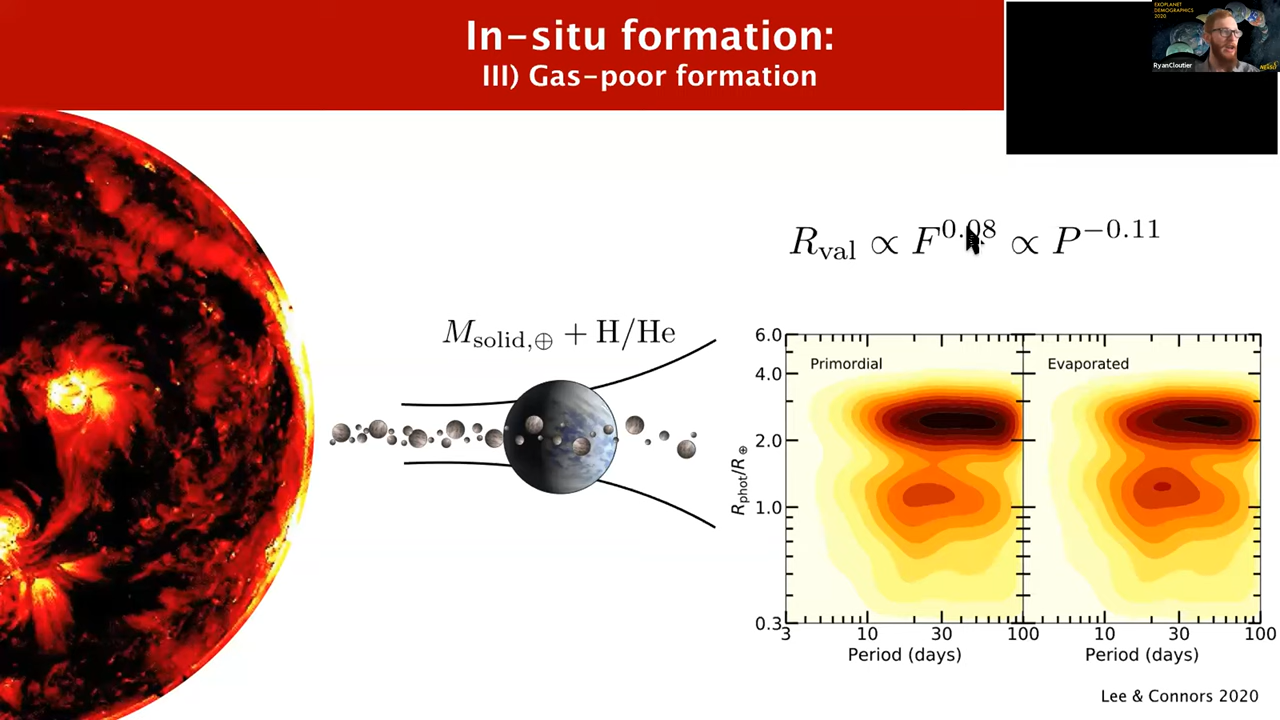 In-situ formation:
III) Gas-poor formation
EXOPLANET
DEMOGRAPHICS
2020
RyanCloutier
R_val ∝ F^0.08 ∝ P^−0.11
M_solid,⊕ + H/He
6.0
4.0
2.0
1.0
0.3
R_phot/R_⊕
Primordial
Evaporated
3 10 30 100 10 30 100
Period (days) Period (days)
Lee & Connors 2020